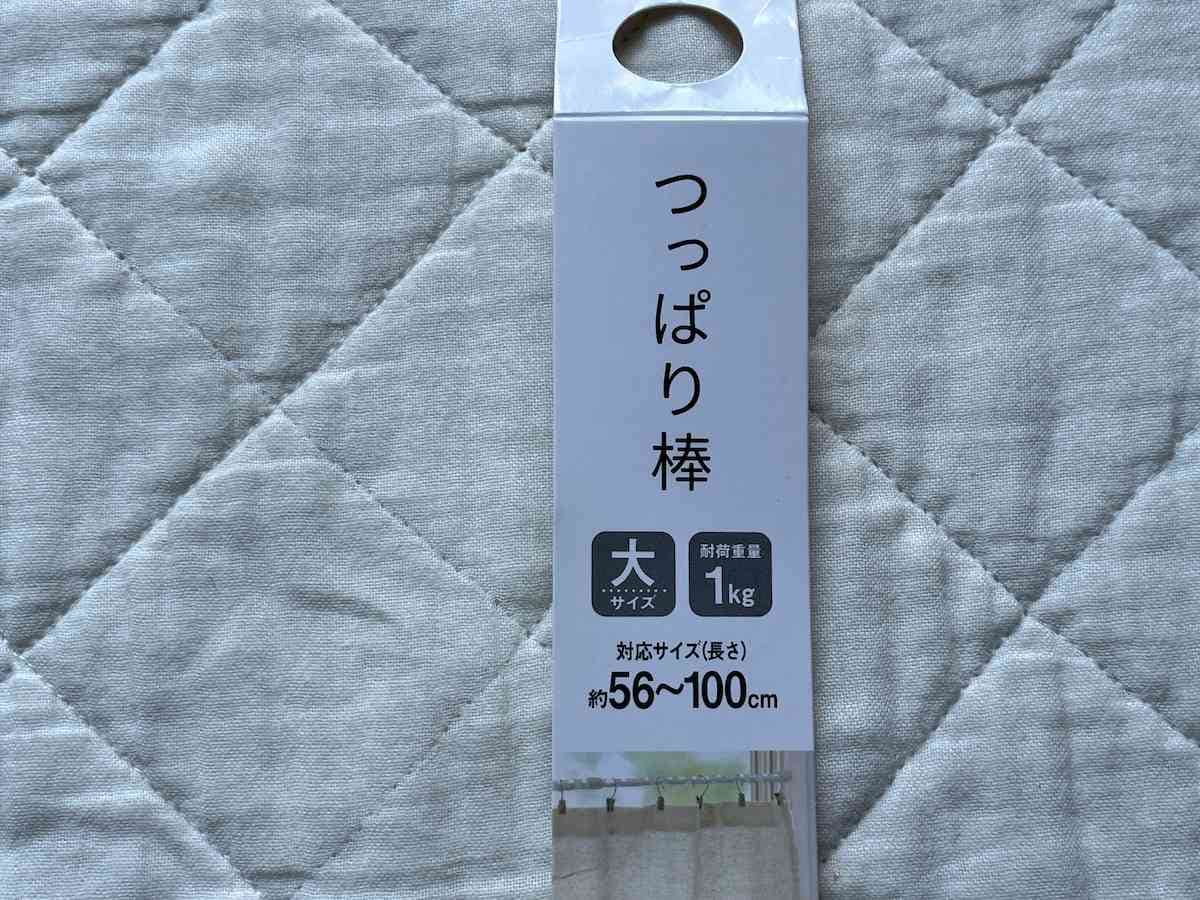 つっぱり棒
大
サイズ
耐荷重量
1kg
対応サイズ(長さ)
約56〜100cm